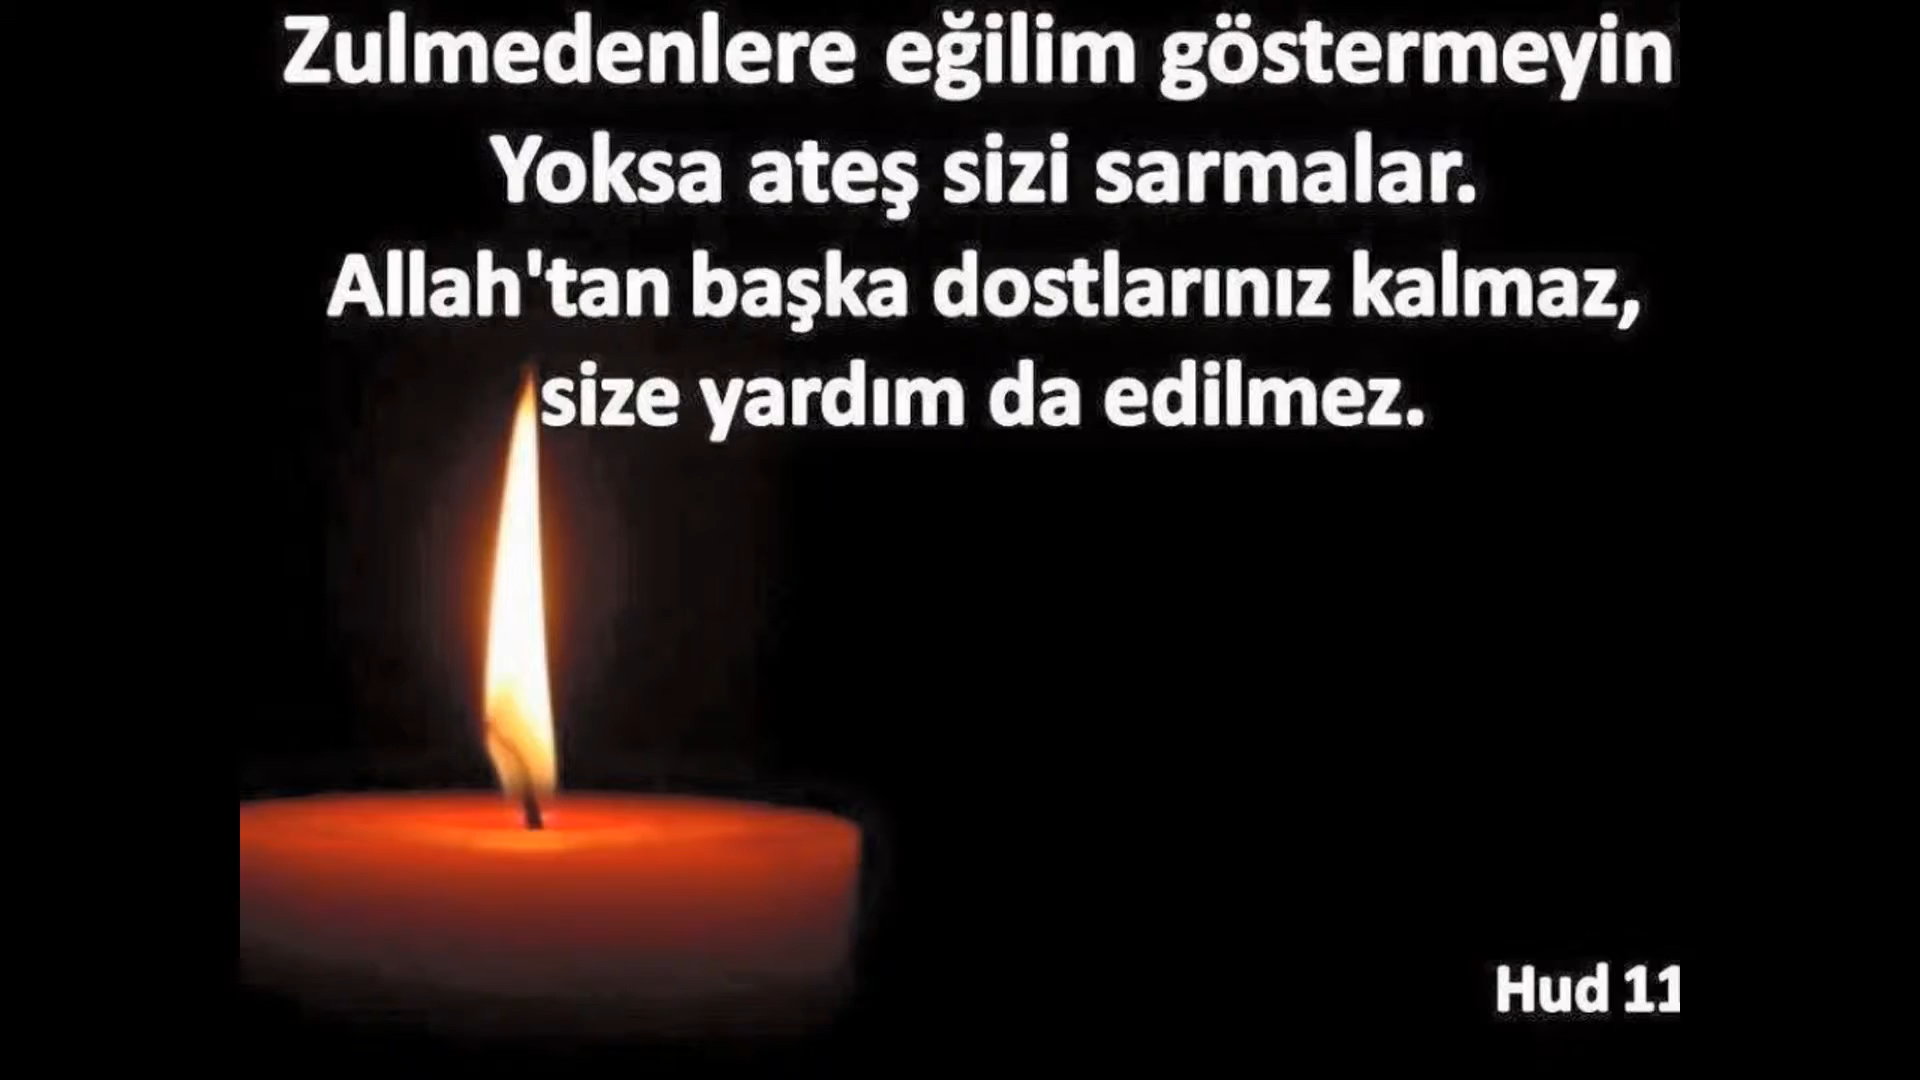 Zulmedenlere eğilim göstermeyin
Yoksa ateş sizi sarmalar.
Allah'tan başka dostlarınız kalmaz,
size yardım da edilmez.
Hud 11